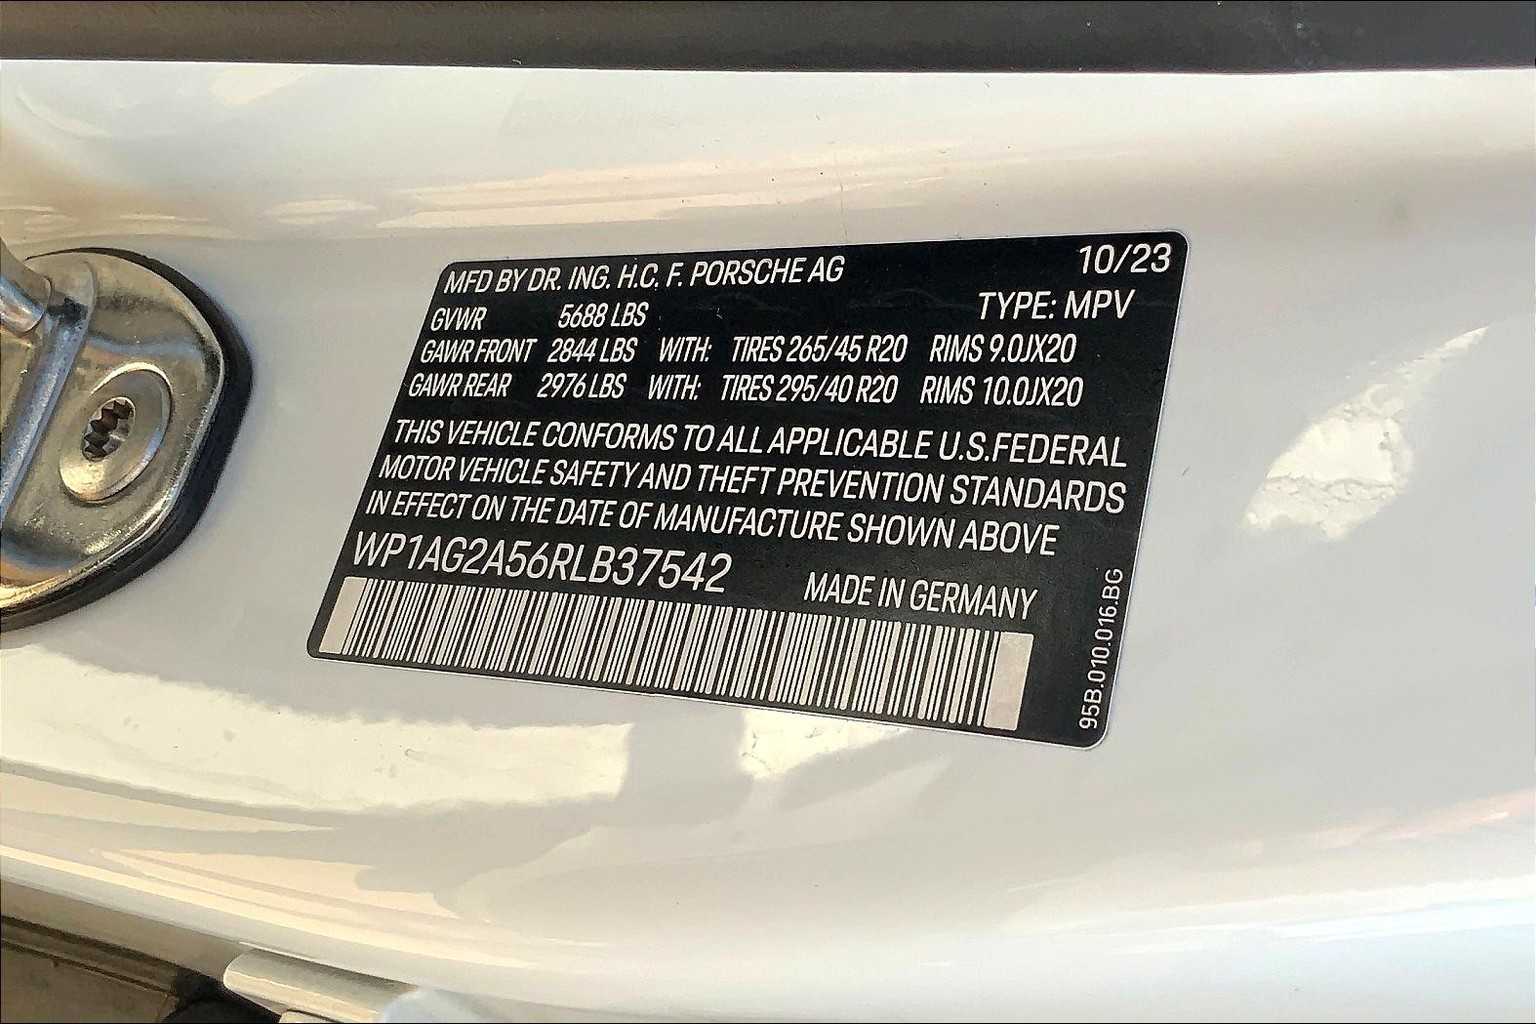 MFD BY DR. ING. H.C. F. PORSCHE AG 10/23
GVWR 5688 LBS TYPE: MPV
GAWR FRONT 2844 LBS WITH: TIRES 265/45 R20 RIMS 9.0JX20
GAWR REAR 2976 LBS WITH: TIRES 295/40 R20 RIMS 10.0JX20
THIS VEHICLE CONFORMS TO ALL APPLICABLE U.S.FEDERAL
MOTOR VEHICLE SAFETY AND THEFT PREVENTION STANDARDS
IN EFFECT ON THE DATE OF MANUFACTURE SHOWN ABOVE
WP1AG2A56RLB37542
MADE IN GERMANY
95B.010.016.BG